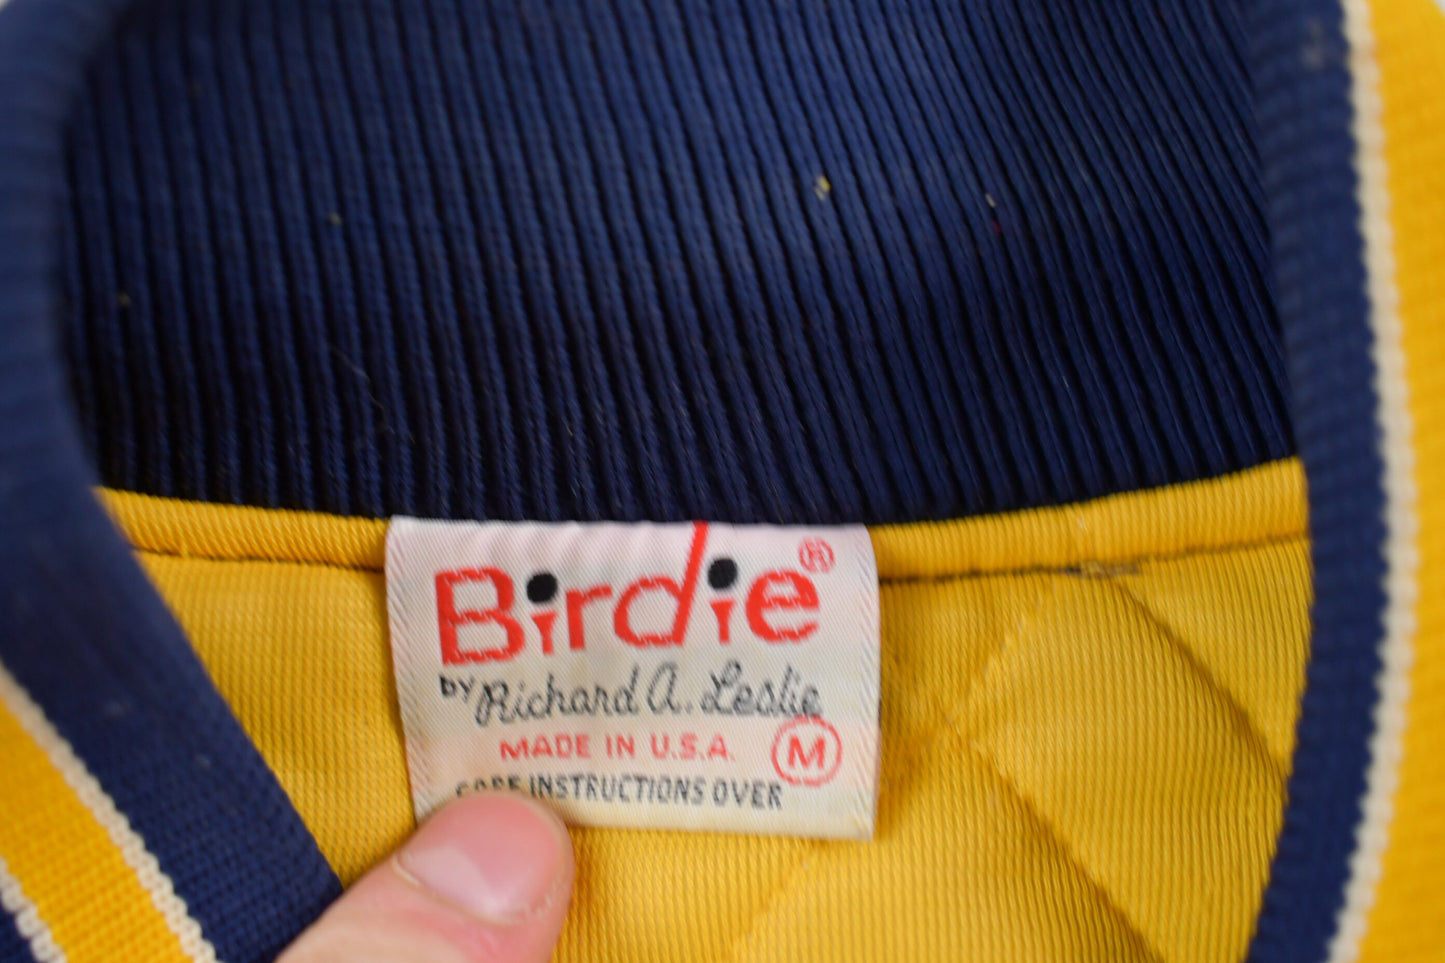 Birdie®
BY Richard A. Leslie
MADE IN U.S.A. M
CARE INSTRUCTIONS OVER